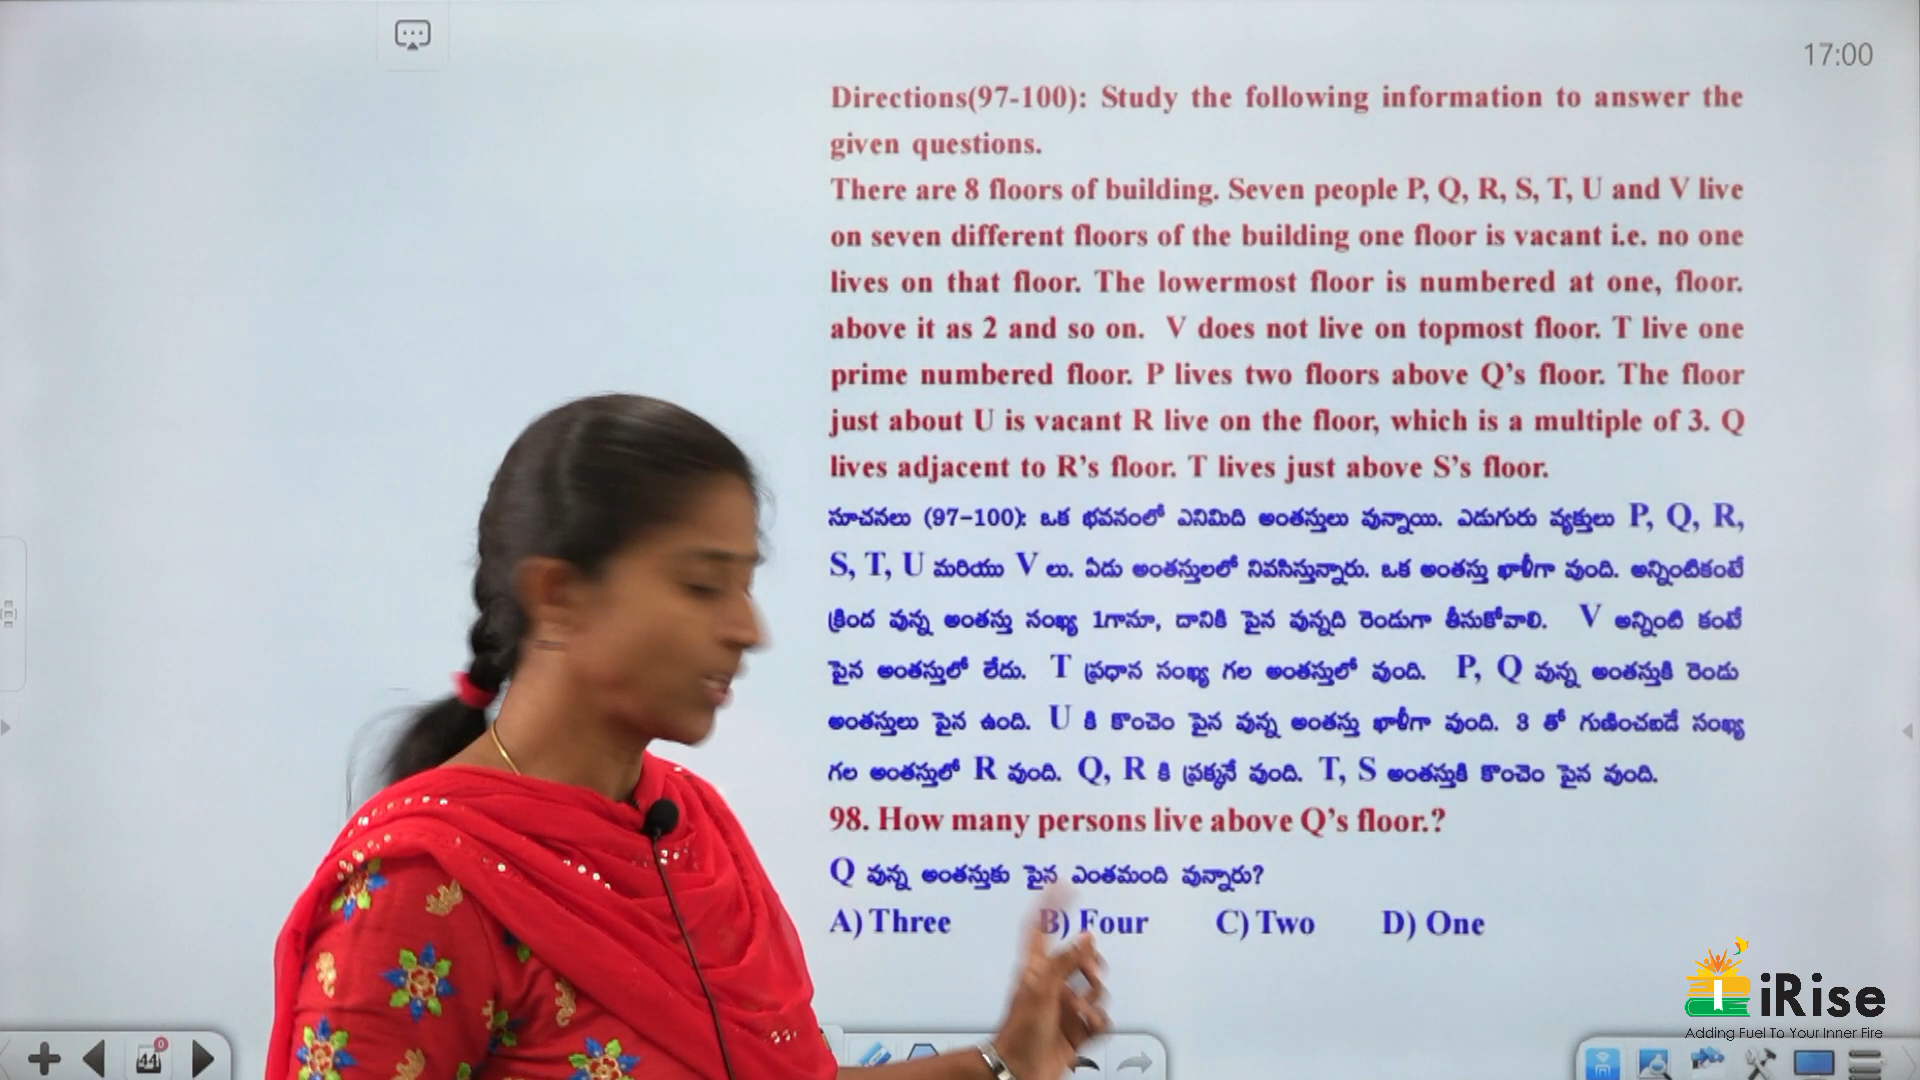 17:00
Directions(97-100): Study the following information to answer the
given questions.
There are 8 floors of building. Seven people P, Q, R, S, T, U and V live
on seven different floors of the building one floor is vacant i.e. no one
lives on that floor. The lowermost floor is numbered at one, floor.
above it as 2 and so on. V does not live on topmost floor. T live one
prime numbered floor. P lives two floors above Q’s floor. The floor
just about U is vacant R live on the floor, which is a multiple of 3. Q
lives adjacent to R’s floor. T lives just above S’s floor.
సూచనలు (97-100): ఒక భవనంలో ఎనిమిది అంతస్తులు వున్నాయి. ఎడుగురు వ్యక్తులు P, Q, R,
S, T, U మరియు V లు. ఏడు అంతస్తులలో నివసిస్తున్నారు. ఒక అంతస్తు ఖాళీగా వుంది. అన్నింటికంటే
క్రింద వున్న అంతస్తు సంఖ్య 1గానూ, దానికి పైన వున్నది రెండుగా తీసుకోవాలి. V అన్నింటి కంటే
పైన అంతస్తులో లేదు. T ప్రధాన సంఖ్య గల అంతస్తులో వుంది. P, Q వున్న అంతస్తుకి రెండు
అంతస్తులు పైన ఉంది. U కి కొంచెం పైన వున్న అంతస్తు ఖాళీగా వుంది. 3 తో గుణించబడే సంఖ్య
గల అంతస్తులో R వుంది. Q, R కి ప్రక్కనే వుంది. T, S అంతస్తుకి కొంచెం పైన వుంది.
98. How many persons live above Q’s floor.?
Q వున్న అంతస్తుకు పైన ఎంతమంది వున్నారు?
A) Three B) Four C) Two D) One
iRise
Adding Fuel To Your Inner Fire
44
0